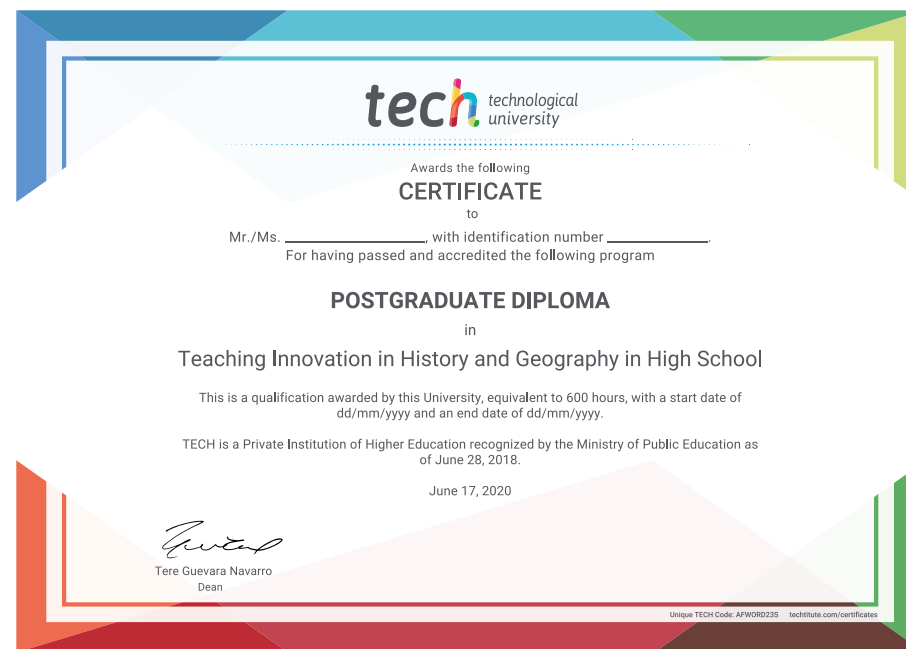 tech technological
university
Awards the following
CERTIFICATE
to
Mr./Ms. ____________________, with identification number ______________.
For having passed and accredited the following program
POSTGRADUATE DIPLOMA
in
Teaching Innovation in History and Geography in High School
This is a qualification awarded by this University, equivalent to 600 hours, with a start date of
dd/mm/yyyy and an end date of dd/mm/yyyy.
TECH is a Private Institution of Higher Education recognized by the Ministry of Public Education as
of June 28, 2018.
June 17, 2020
Tere Guevara Navarro
Dean
Unique TECH Code: AFWORD23S techtitute.com/certificates